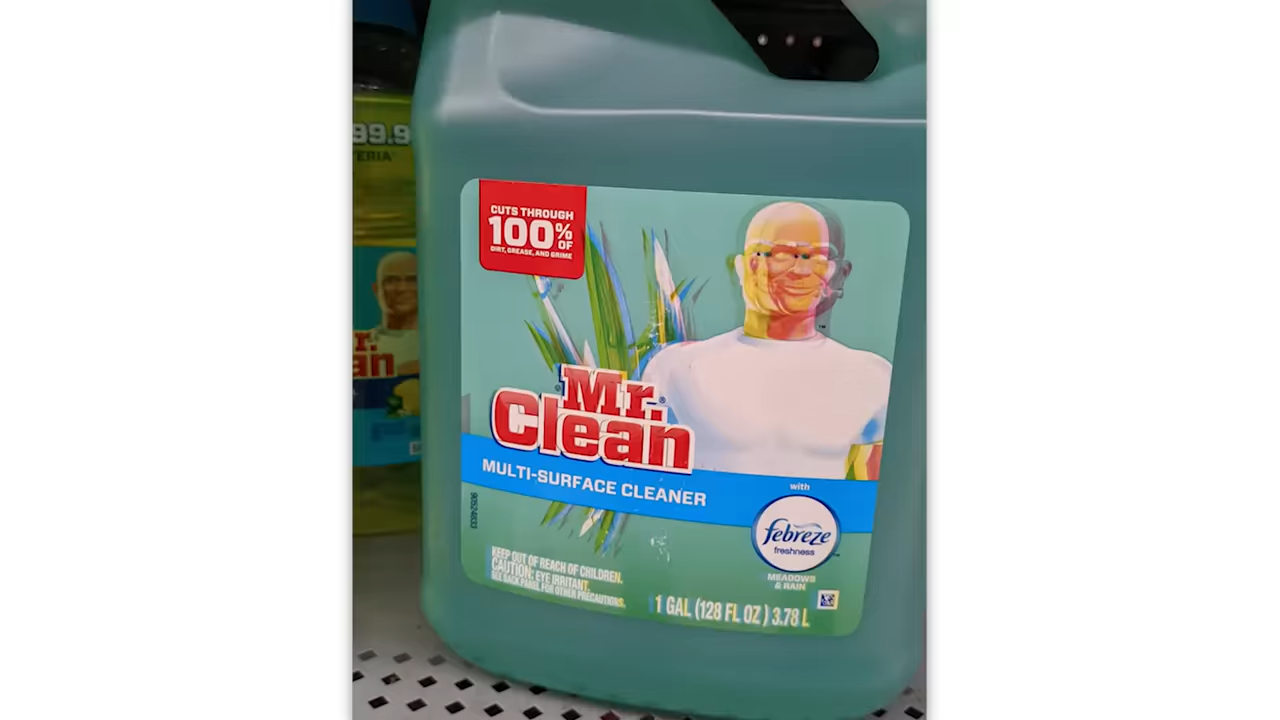 99.9
ERIA
r.
an
CUTS THROUGH
100% OF
DIRT, GREASE, AND GRIME
™
Mr.
Clean
MULTI-SURFACE CLEANER
with
febreze
freshness
MEADOWS
& RAIN
KEEP OUT OF REACH OF CHILDREN.
CAUTION: EYE IRRITANT.
SEE BACK PANEL FOR OTHER PRECAUTIONS.
1 GAL (128 FL OZ) 3.78 L